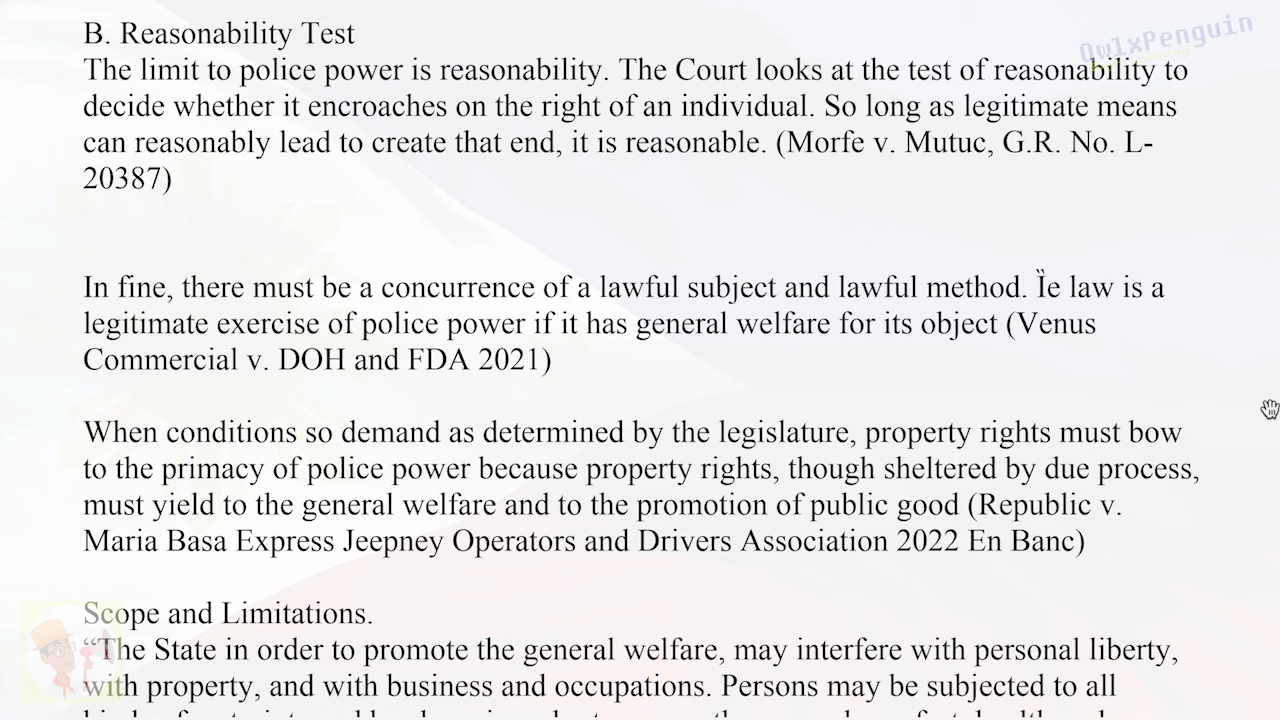 OwlxPenguin
B. Reasonability Test
The limit to police power is reasonability. The Court looks at the test of reasonability to
decide whether it encroaches on the right of an individual. So long as legitimate means
can reasonably lead to create that end, it is reasonable. (Morfe v. Mutuc, G.R. No. L-
20387)
In fine, there must be a concurrence of a lawful subject and lawful method. Ȉe law is a
legitimate exercise of police power if it has general welfare for its object (Venus
Commercial v. DOH and FDA 2021)
When conditions so demand as determined by the legislature, property rights must bow
to the primacy of police power because property rights, though sheltered by due process,
must yield to the general welfare and to the promotion of public good (Republic v.
Maria Basa Express Jeepney Operators and Drivers Association 2022 En Banc)
Scope and Limitations.
“The State in order to promote the general welfare, may interfere with personal liberty,
with property, and with business and occupations. Persons may be subjected to all